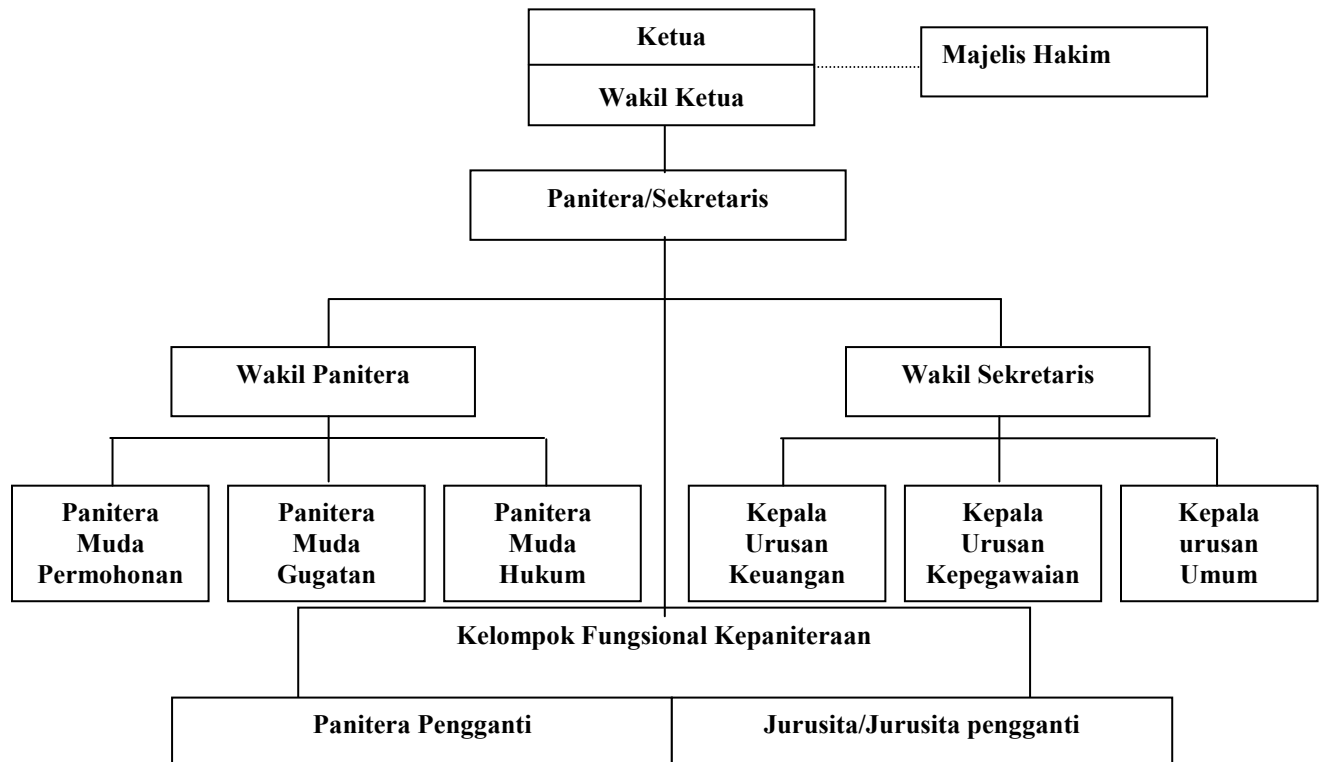 Ketua
Majelis Hakim
Wakil Ketua
Panitera/Sekretaris
Wakil Panitera
Wakil Sekretaris
Panitera
Muda
Permohonan
Panitera
Muda
Gugatan
Panitera
Muda
Hukum
Kepala
Urusan
Keuangan
Kepala
Urusan
Kepegawaian
Kepala
urusan
Umum
Kelompok Fungsional Kepaniteraan
Panitera Pengganti
Jurusita/Jurusita pengganti